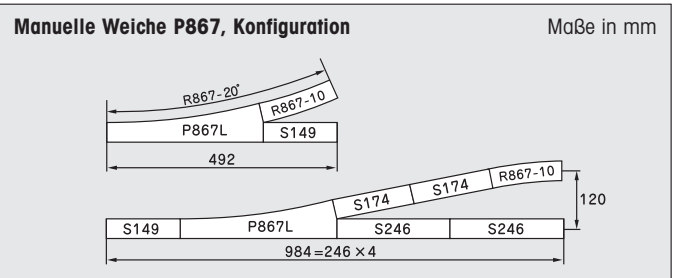 Manuelle Weiche P867, Konfiguration Maße in mm
R867-20°
R867-10
P867L S149
492
S174 S174 R867-10
120
S149 P867L S246 S246
984=246×4